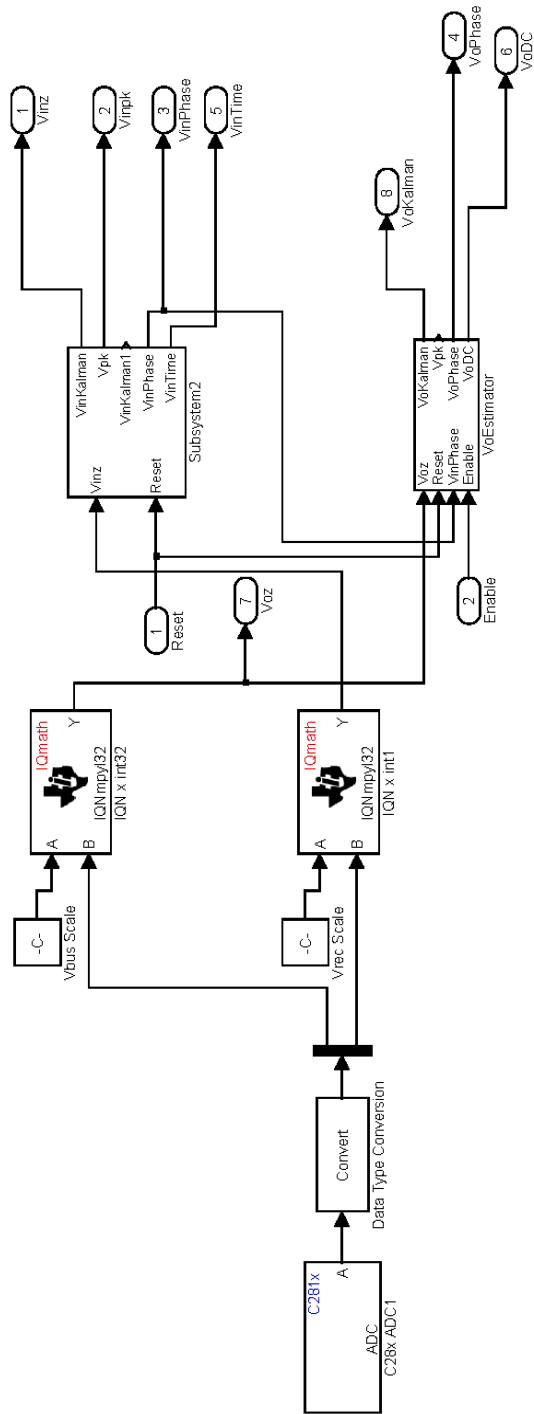 C281x
A
ADC
C28x ADC1
Convert
Data Type Conversion
-C-
Vbus Scale
-C-
Vrec Scale
A
IQmath
B
Y
IQNmpyI32
IQN x int32
A
IQmath
B
Y
IQNmpyI32
IQN x int1
7
Voz
1
Reset
2
Enable
Vinz
Reset
VinKalman
Vpk
VinKalman1
VinPhase
VinTime
Subsystem2
Voz
Reset
VinPhase
Enable
VoKalman
Vpk
VoPhase
VoDC
VoEstimator
1
Vinz
2
Vinpk
3
VinPhase
5
VinTime
8
VoKalman
4
VoPhase
6
VoDC